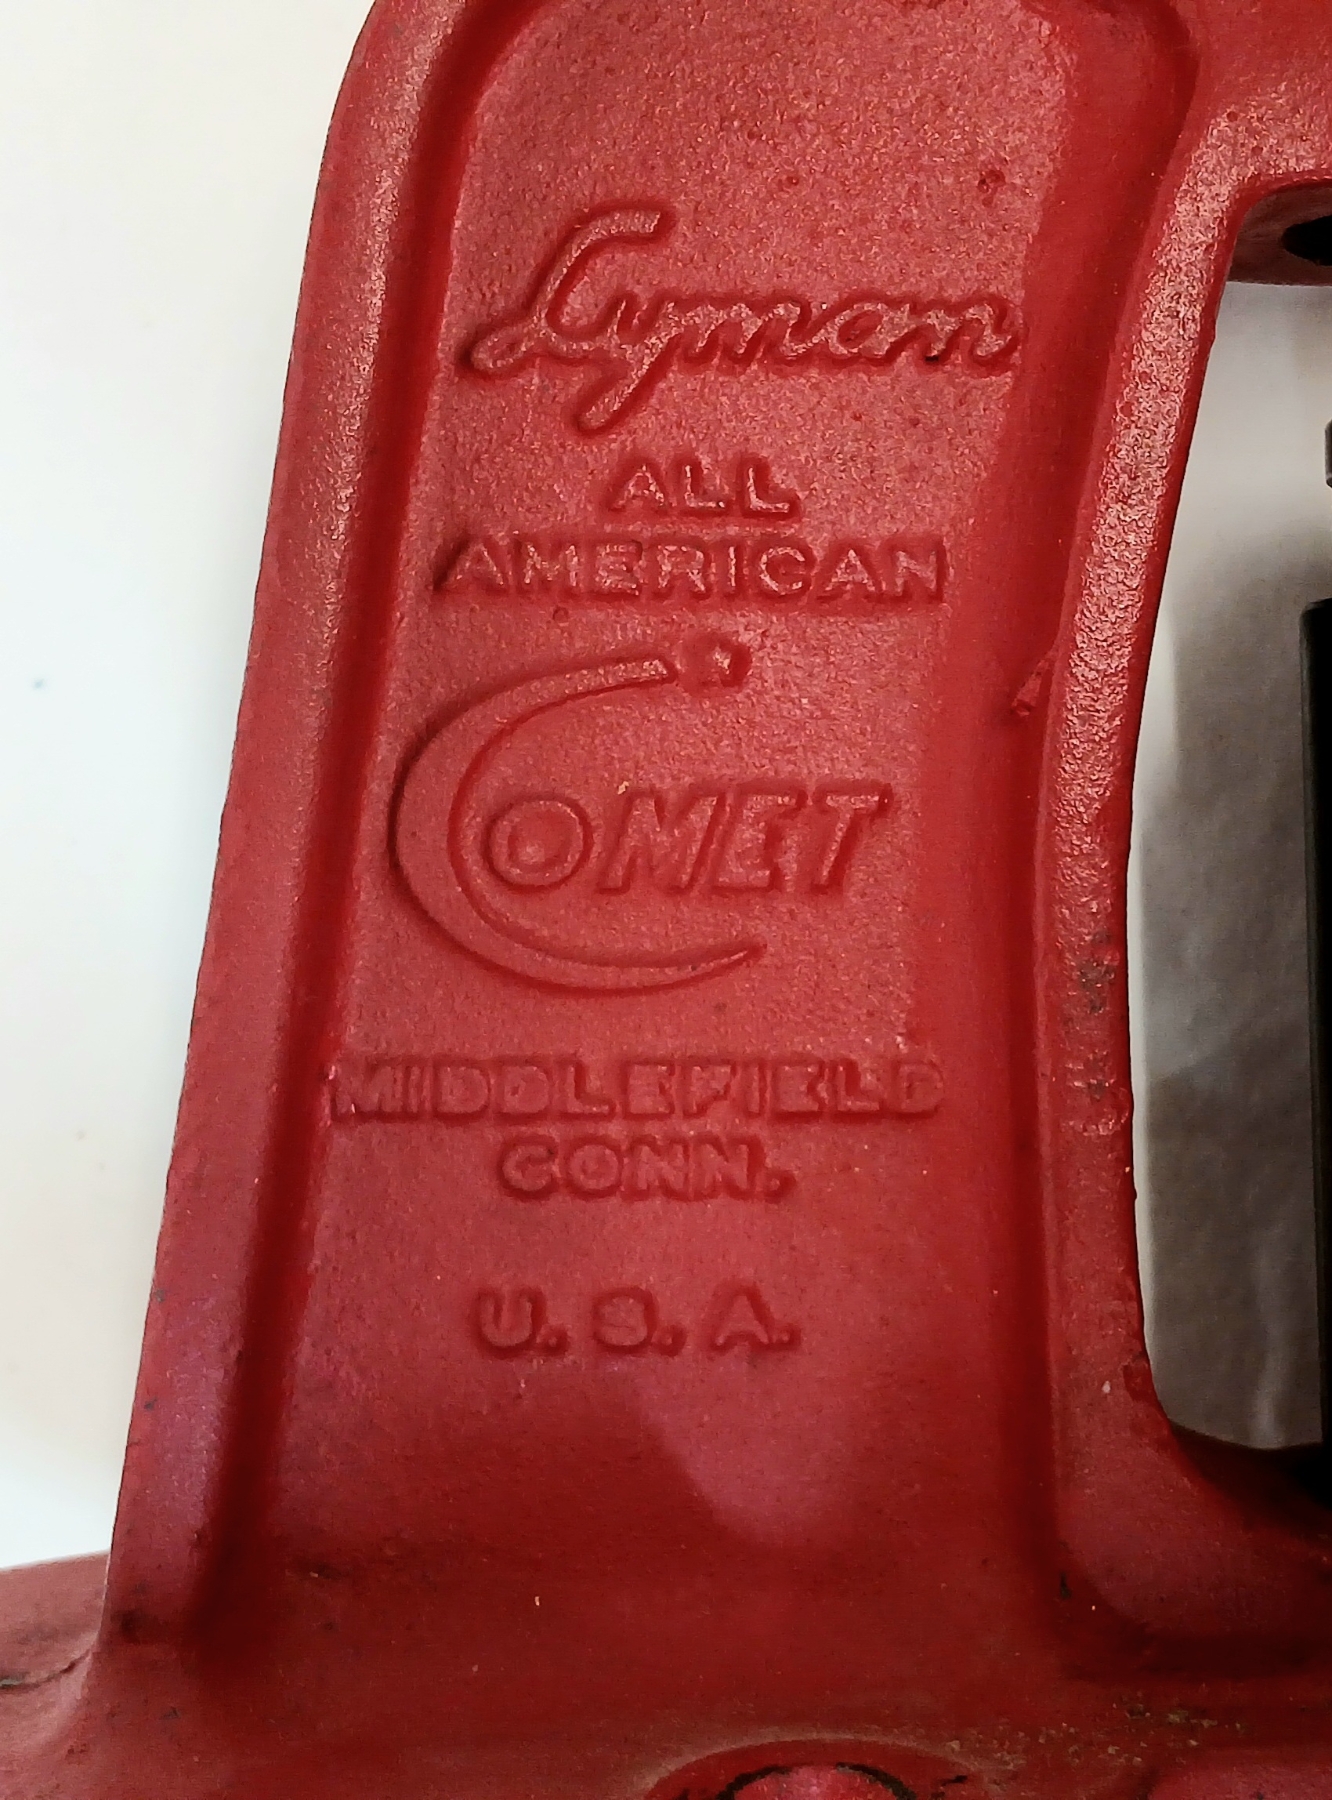 Lyman
ALL
AMERICAN
COMET
MIDDLEFIELD
CONN.
U. S. A.